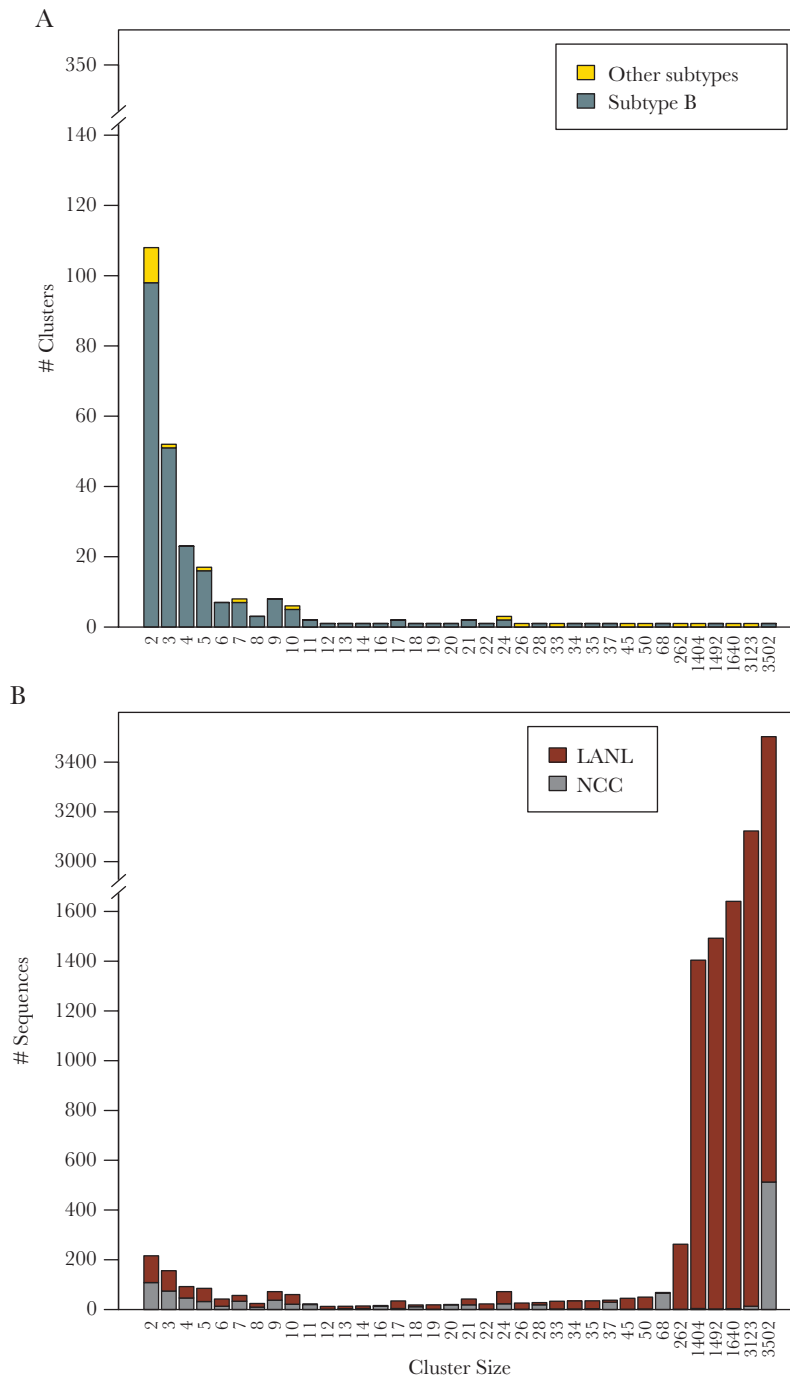 A
350
140
120
100
80
60
40
20
0
# Clusters
Other subtypes
Subtype B
2 3 4 5 6 7 8 9 10 11 12 13 14 16 17 18 19 20 21 22 24 26 28 33 34 35 37 45 50 68 262 1404 1492 1640 3123 3502
B
3400
3200
3000
1600
1400
1200
1000
800
600
400
200
0
# Sequences
LANL
NCC
2 3 4 5 6 7 8 9 10 11 12 13 14 16 17 18 19 20 21 22 24 26 28 33 34 35 37 45 50 68 262 1404 1492 1640 3123 3502
Cluster Size